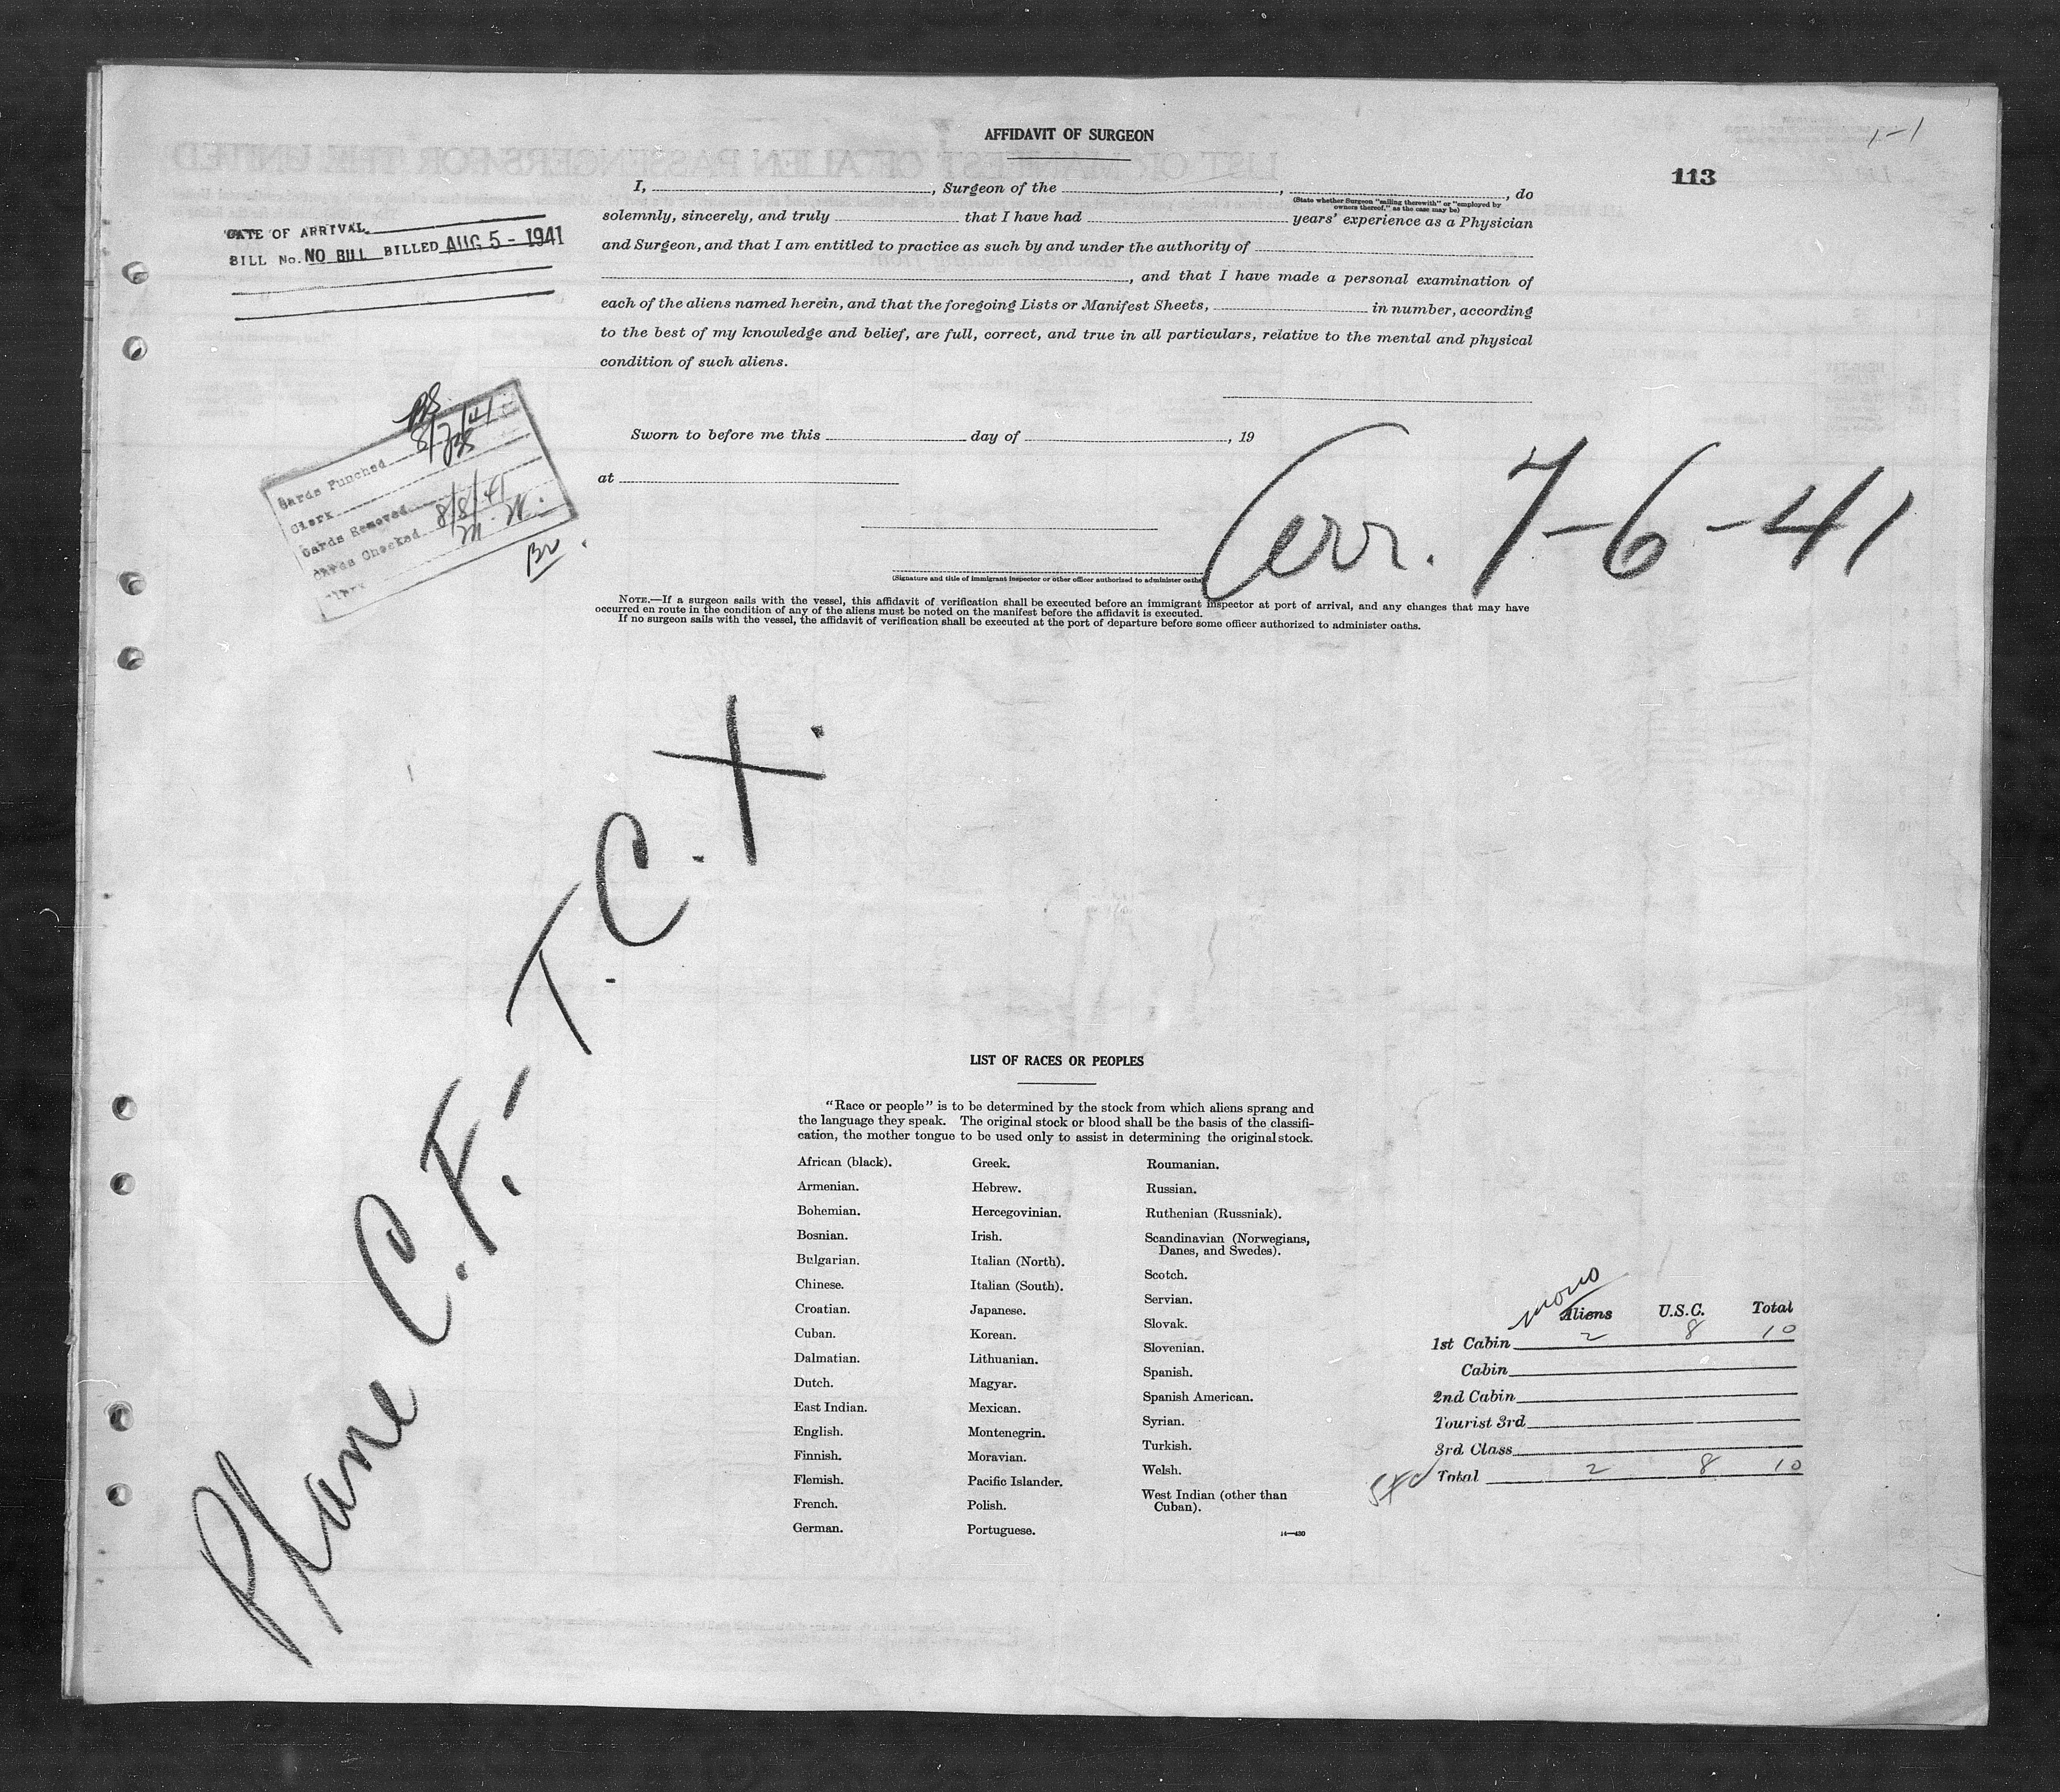 AFFIDAVIT OF SURGEON
1-1
113
I, , Surgeon of the , , do
(State whether Surgeon "sailing therewith" or "employed by
owners thereof," as the case may be)
solemnly, sincerely, and truly that I have had years' experience as a Physician
and Surgeon, and that I am entitled to practice as such by and under the authority of
, and that I have made a personal examination of
each of the aliens named herein, and that the foregoing Lists or Manifest Sheets, in number, according
to the best of my knowledge and belief, are full, correct, and true in all particulars, relative to the mental and physical
condition of such aliens.
DATE OF ARRIVAL
BILL No. NO BILL BILLED AUG 5 - 1941
Cards Punched 8/7/41
Clerk
Cards Removed
Cards Checked 8/8/41
Clerk M. W.
Sworn to before me this day of , 19
at
(Signature and title of immigrant inspector or other officer authorized to administer oaths)
arr. 7-6-41
NOTE.—If a surgeon sails with the vessel, this affidavit of verification shall be executed before an immigrant inspector at port of arrival, and any changes that may have
occurred en route in the condition of any of the aliens must be noted on the manifest before the affidavit is executed.
If no surgeon sails with the vessel, the affidavit of verification shall be executed at the port of departure before some officer authorized to administer oaths.
Plane C.F.- T.C.X.
LIST OF RACES OR PEOPLES
"Race or people" is to be determined by the stock from which aliens sprang and
the language they speak. The original stock or blood shall be the basis of the classifi-
cation, the mother tongue to be used only to assist in determining the original stock.
African (black).
Armenian.
Bohemian.
Bosnian.
Bulgarian.
Chinese.
Croatian.
Cuban.
Dalmatian.
Dutch.
East Indian.
English.
Finnish.
Flemish.
French.
German.
Greek.
Hebrew.
Hercegovinian.
Irish.
Italian (North).
Italian (South).
Japanese.
Korean.
Lithuanian.
Magyar.
Mexican.
Montenegrin.
Moravian.
Pacific Islander.
Polish.
Portuguese.
Roumanian.
Russian.
Ruthenian (Russniak).
Scandinavian (Norwegians,
Danes, and Swedes).
Scotch.
Servian.
Slovak.
Slovenian.
Spanish.
Spanish American.
Syrian.
Turkish.
Welsh.
West Indian (other than
Cuban).
14—430
Aliens U.S.C. Total
1st Cabin 2 8 10
Cabin
2nd Cabin
Tourist 3rd
3rd Class
Total 2 8 10